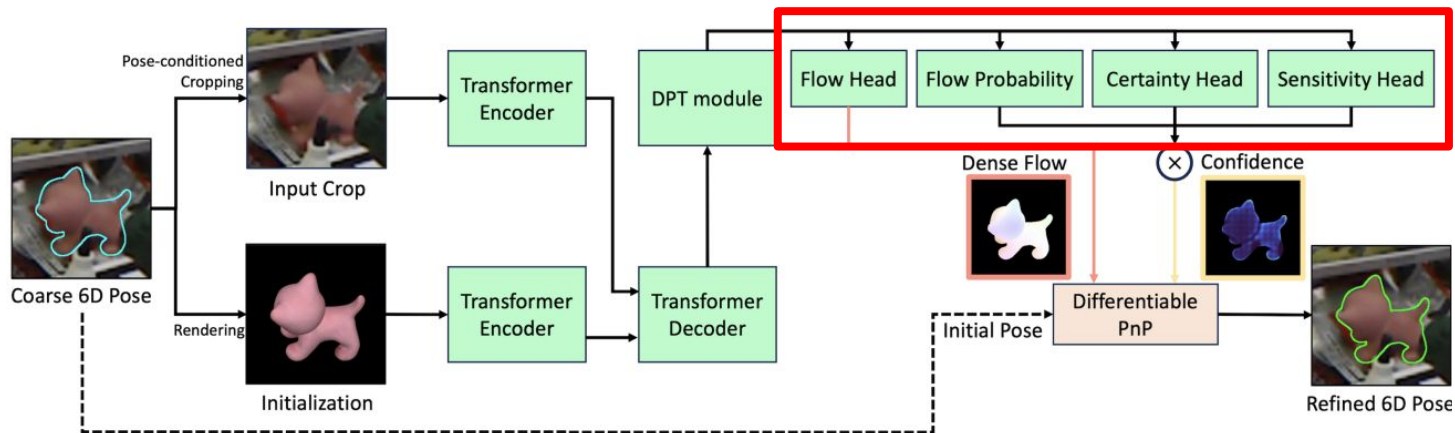 Pose-conditioned
Cropping
Input Crop
Coarse 6D Pose
Rendering
Initialization
Transformer
Encoder
Transformer
Encoder
DPT module
Transformer
Decoder
Flow Head
Flow Probability
Certainty Head
Sensitivity Head
Dense Flow
×
Confidence
Initial Pose
Differentiable
PnP
Refined 6D Pose